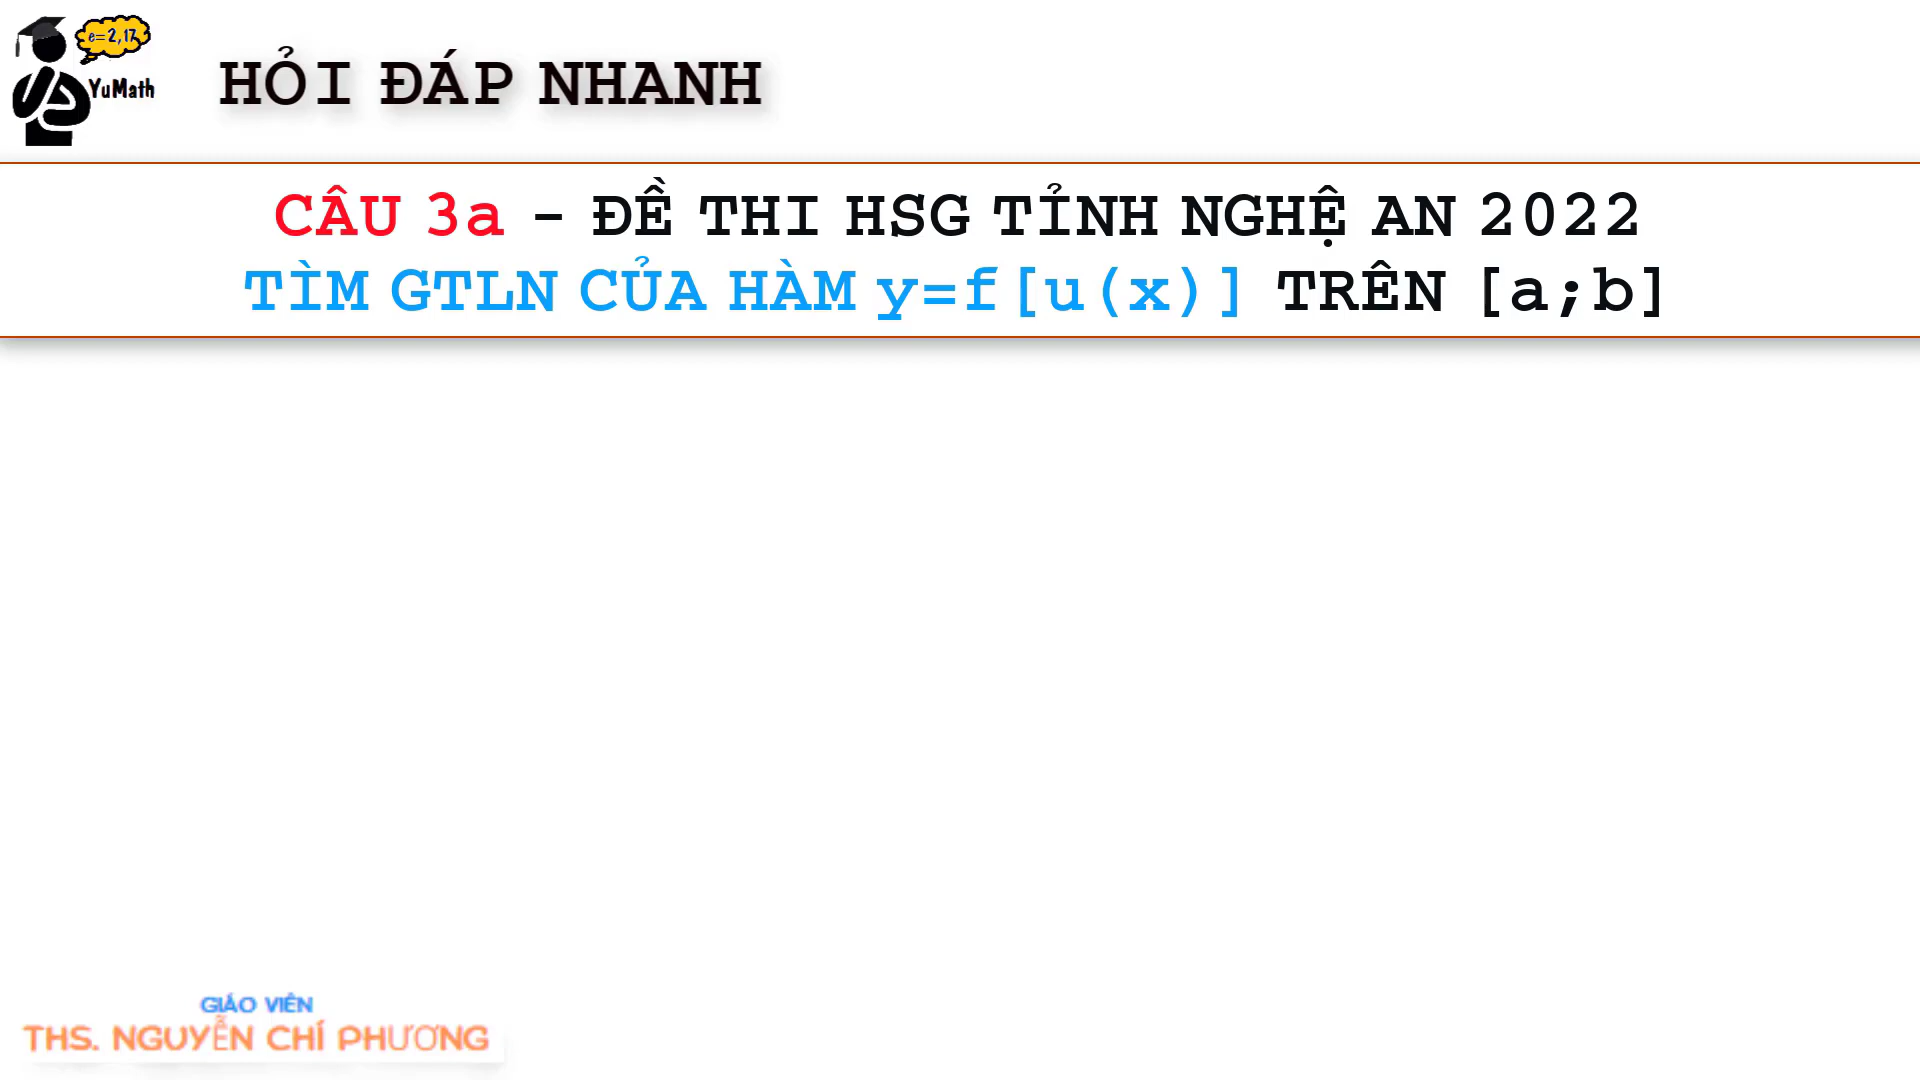 e=2,17
YuMath
HỎI ĐÁP NHANH
CÂU 3a - ĐỀ THI HSG TỈNH NGHỆ AN 2022
TÌM GTLN CỦA HÀM y=f[u(x)] TRÊN [a;b]
GIÁO VIÊN
THS. NGUYỄN CHÍ PHƯƠNG